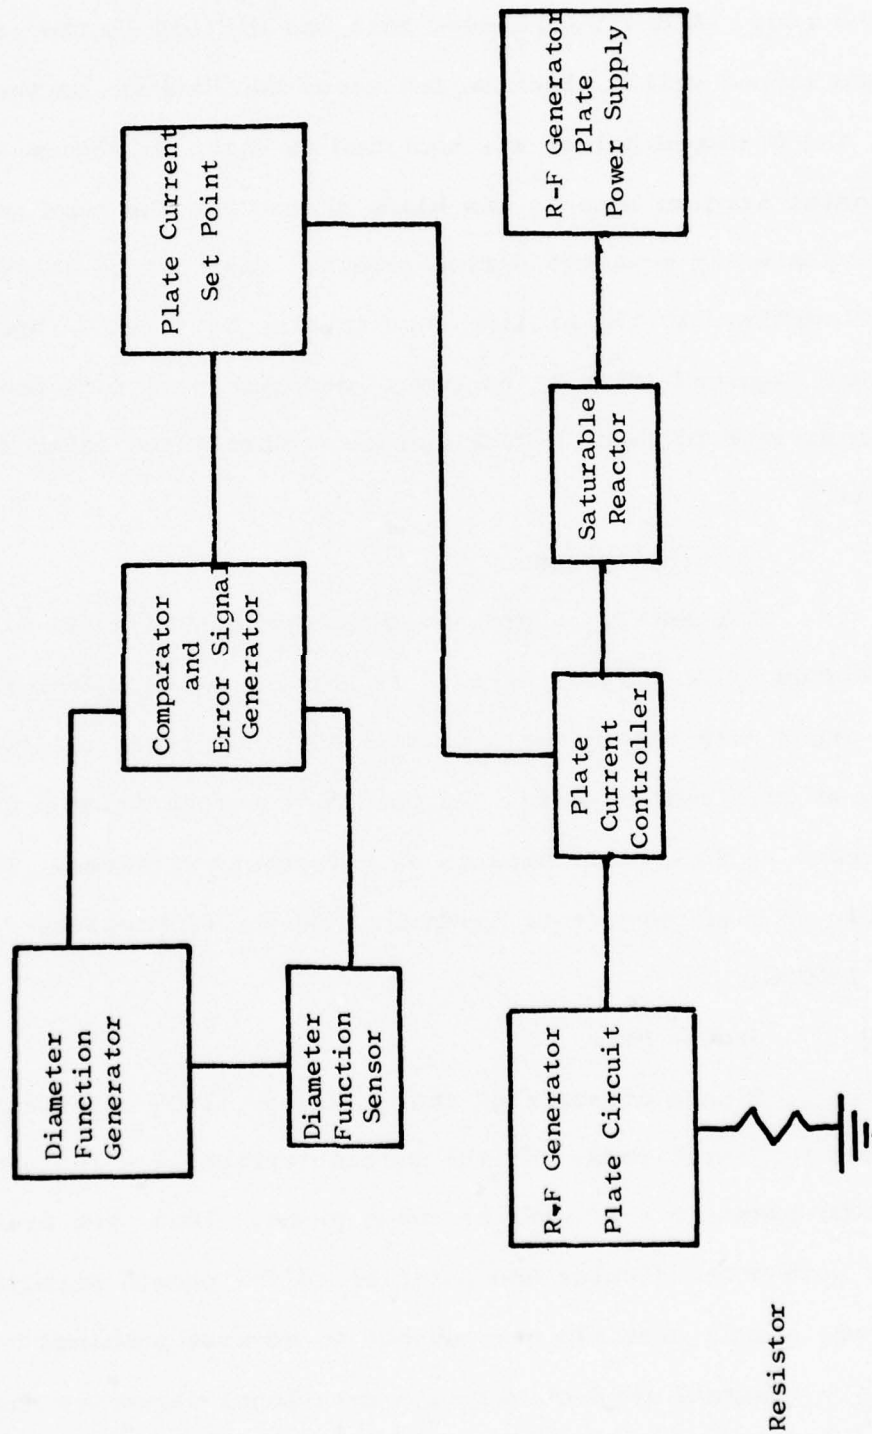 Diameter
Function
Generator
Diameter
Function
Sensor
Comparator
and
Error Signal
Generator
Plate Current
Set Point
R-F Generator
Plate Circuit
Plate
Current
Controller
Saturable
Reactor
R-F Generator
Plate
Power Supply
Resistor